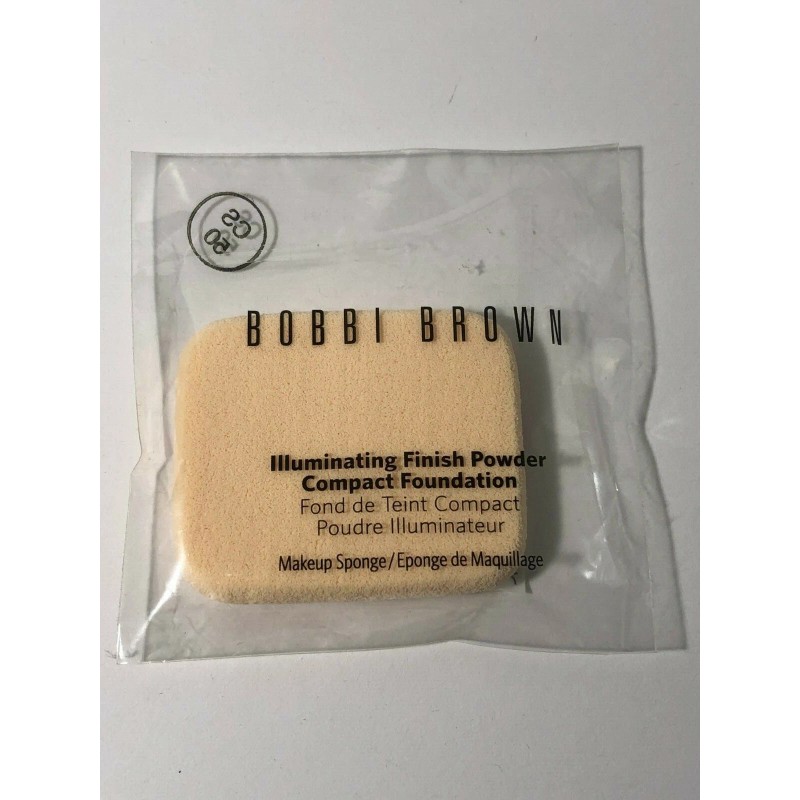 BOBBI BROWN
Illuminating Finish Powder
Compact Foundation
Fond de Teint Compact
Poudre Illuminateur
Makeup Sponge/Eponge de Maquillage